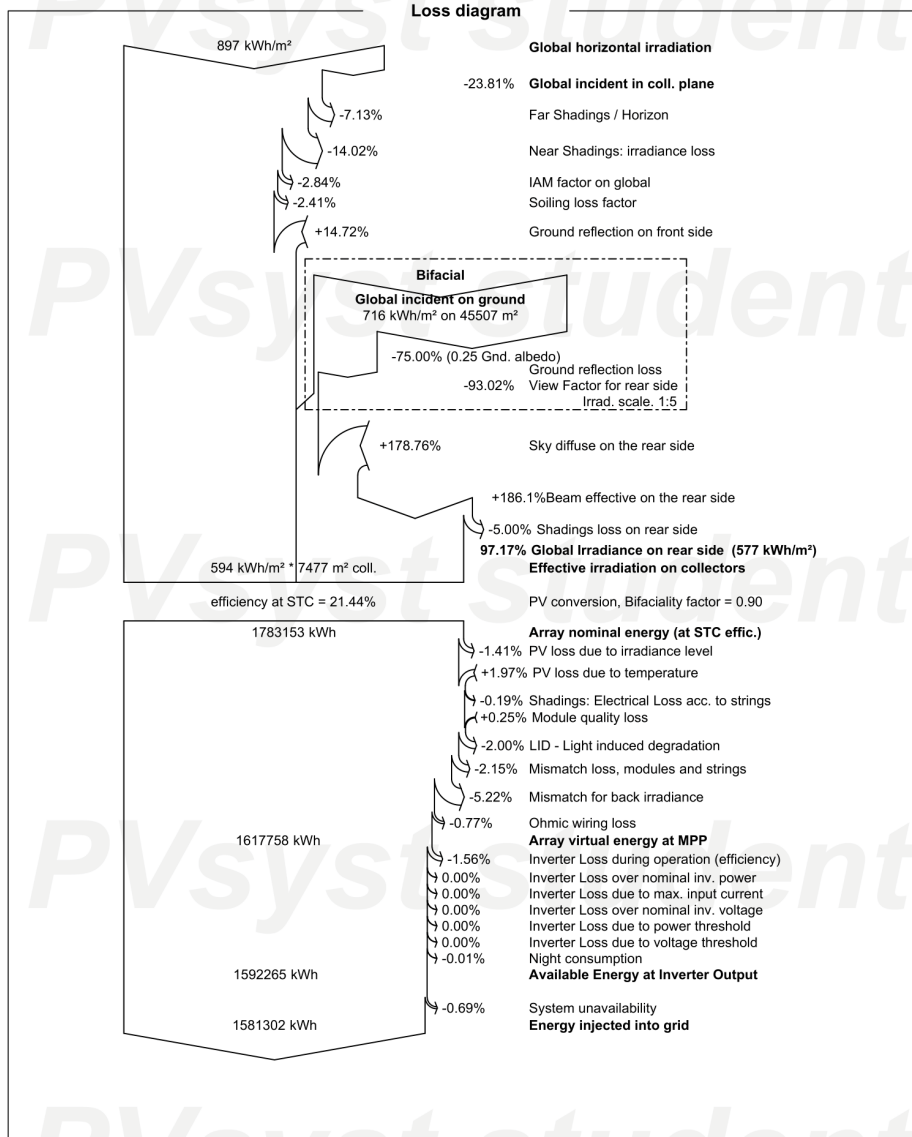 Loss diagram
897 kWh/m² Global horizontal irradiation
-23.81% Global incident in coll. plane
-7.13% Far Shadings / Horizon
-14.02% Near Shadings: irradiance loss
-2.84% IAM factor on global
-2.41% Soiling loss factor
+14.72% Ground reflection on front side
PVsyst student
Bifacial
Global incident on ground
716 kWh/m² on 45507 m²
-75.00% (0.25 Gnd. albedo)
Ground reflection loss
-93.02% View Factor for rear side
Irrad. scale. 1:5
+178.76% Sky diffuse on the rear side
+186.1%Beam effective on the rear side
-5.00% Shadings loss on rear side
97.17% Global Irradiance on rear side (577 kWh/m²)
594 kWh/m² * 7477 m² coll. Effective irradiation on collectors
PVsyst student
efficiency at STC = 21.44% PV conversion, Bifaciality factor = 0.90
1783153 kWh Array nominal energy (at STC effic.)
-1.41% PV loss due to irradiance level
+1.97% PV loss due to temperature
-0.19% Shadings: Electrical Loss acc. to strings
+0.25% Module quality loss
-2.00% LID - Light induced degradation
-2.15% Mismatch loss, modules and strings
-5.22% Mismatch for back irradiance
-0.77% Ohmic wiring loss
1617758 kWh Array virtual energy at MPP
-1.56% Inverter Loss during operation (efficiency)
PVsyst student
0.00% Inverter Loss over nominal inv. power
0.00% Inverter Loss due to max. input current
0.00% Inverter Loss over nominal inv. voltage
0.00% Inverter Loss due to power threshold
0.00% Inverter Loss due to voltage threshold
-0.01% Night consumption
1592265 kWh Available Energy at Inverter Output
-0.69% System unavailability
1581302 kWh Energy injected into grid